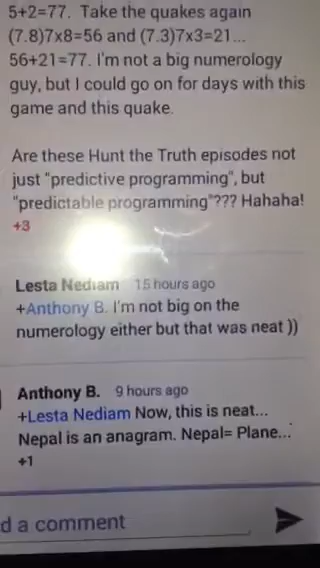 5+2=77. Take the quakes again
(7.8)7x8=56 and (7.3)7x3=21...
56+21=77. I'm not a big numerology
guy, but I could go on for days with this
game and this quake.
Are these Hunt the Truth episodes not
just "predictive programming", but
"predictable programming"??? Hahaha!
+3
Lesta Nediam 15 hours ago
+Anthony B. I'm not big on the
numerology either but that was neat ))
Anthony B. 9 hours ago
+Lesta Nediam Now, this is neat...
Nepal is an anagram. Nepal= Plane...
+1
d a comment